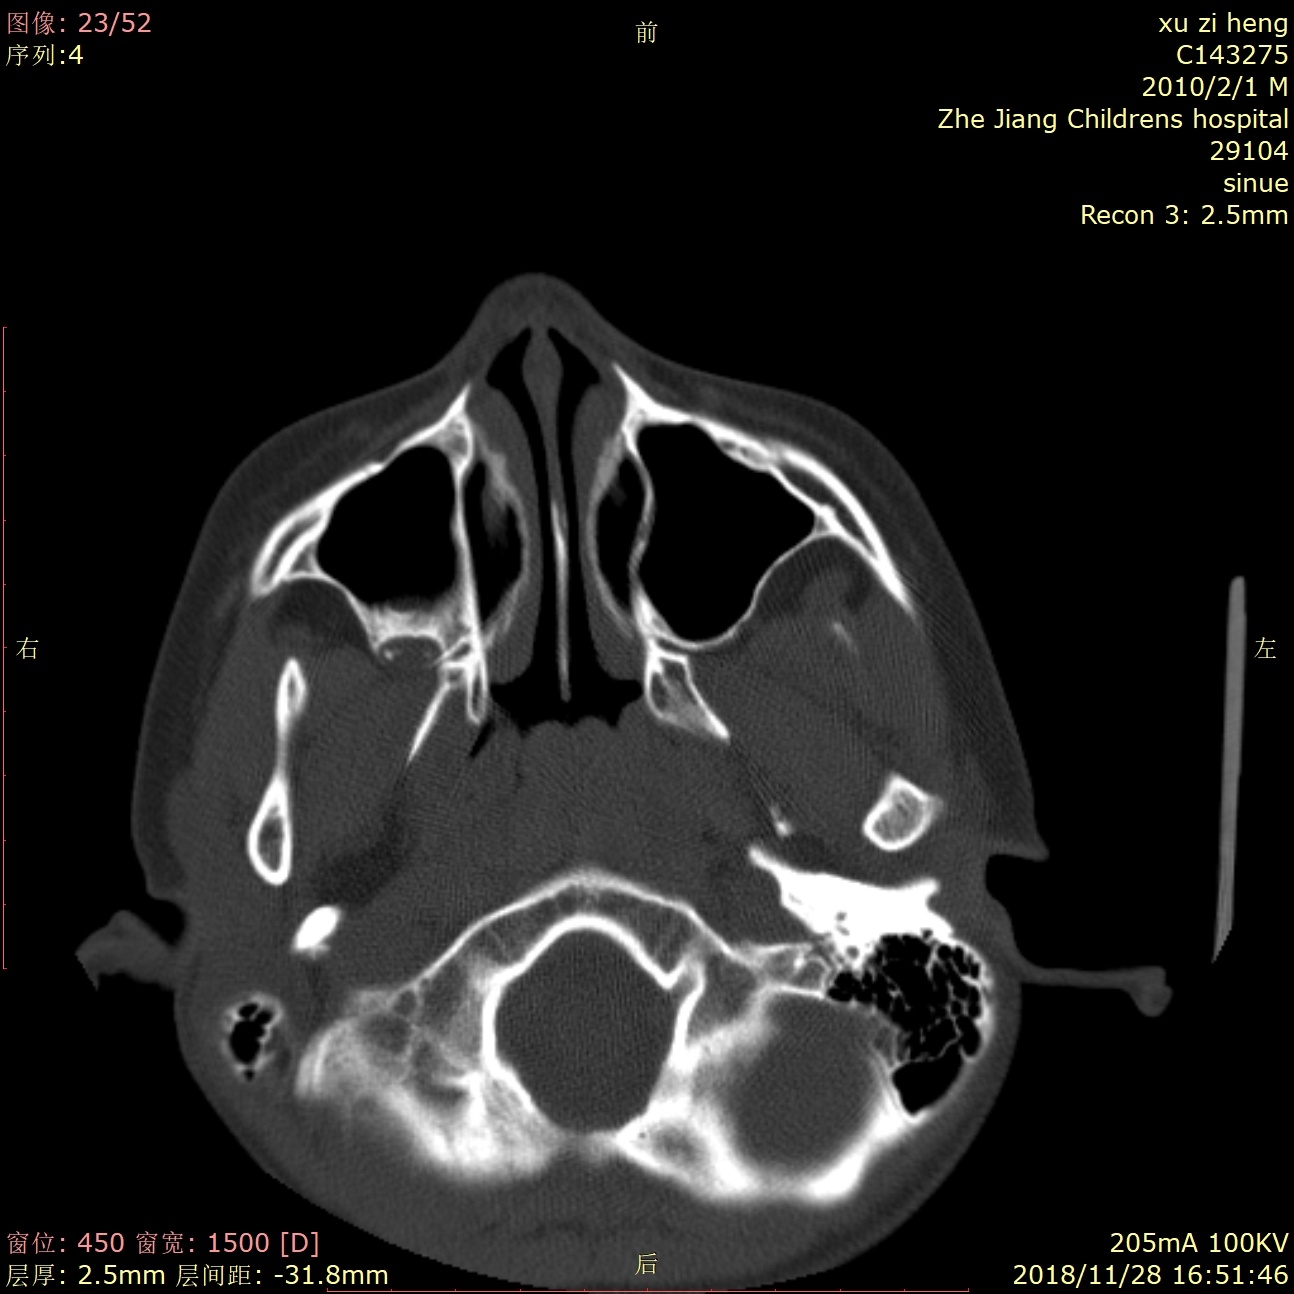 图像: 23/52
序列:4
前
xu zi heng
C143275
2010/2/1 M
Zhe Jiang Childrens hospital
29104
sinue
Recon 3: 2.5mm
右
左
窗位: 450 窗宽: 1500 [D]
层厚: 2.5mm 层间距: -31.8mm
后
205mA 100KV
2018/11/28 16:51:46